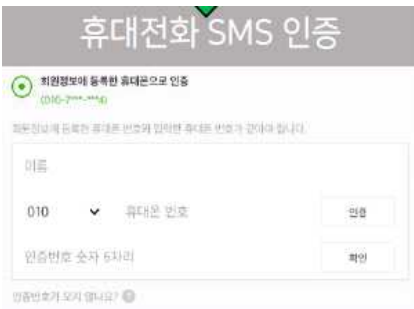 휴대전화 SMS 인증
회원정보에 등록한 휴대폰으로 인증
회원정보에 등록한 휴대폰 번호와 입력한 휴대폰 번호가 같아야 합니다.
이름
010 휴대폰 번호 인증
인증번호 숫자 6자리 확인
인증번호가 오지 않나요? ?